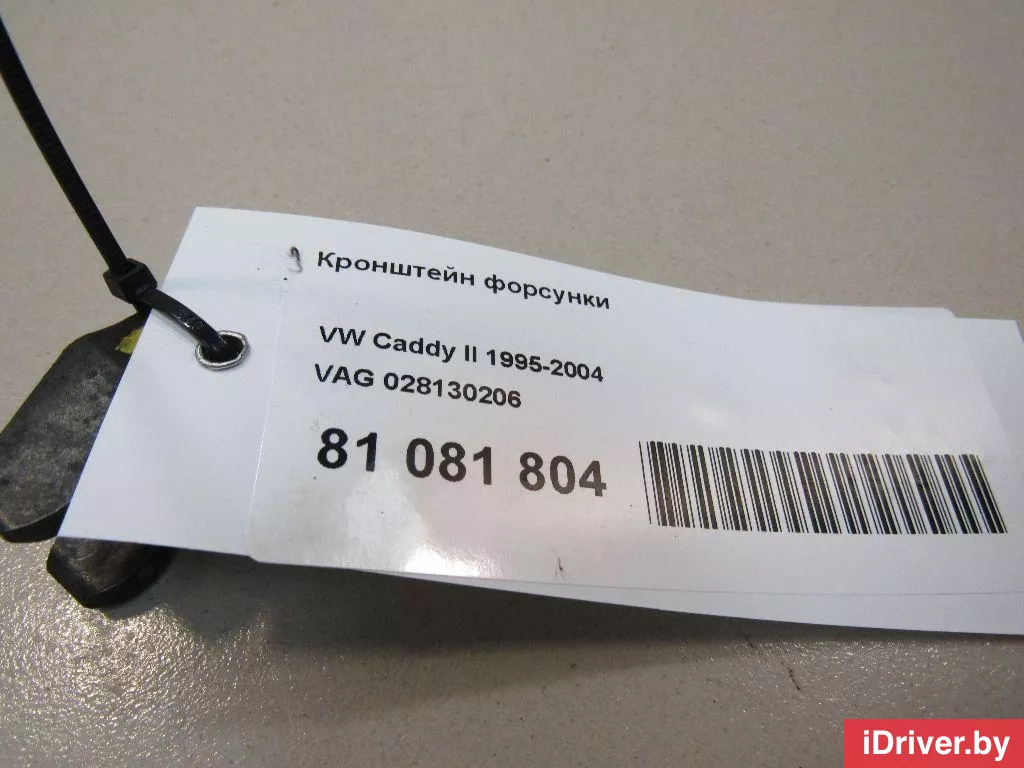 Кронштейн форсунки
VW Caddy II 1995-2004
VAG 028130206
81 081 804
iDriver.by